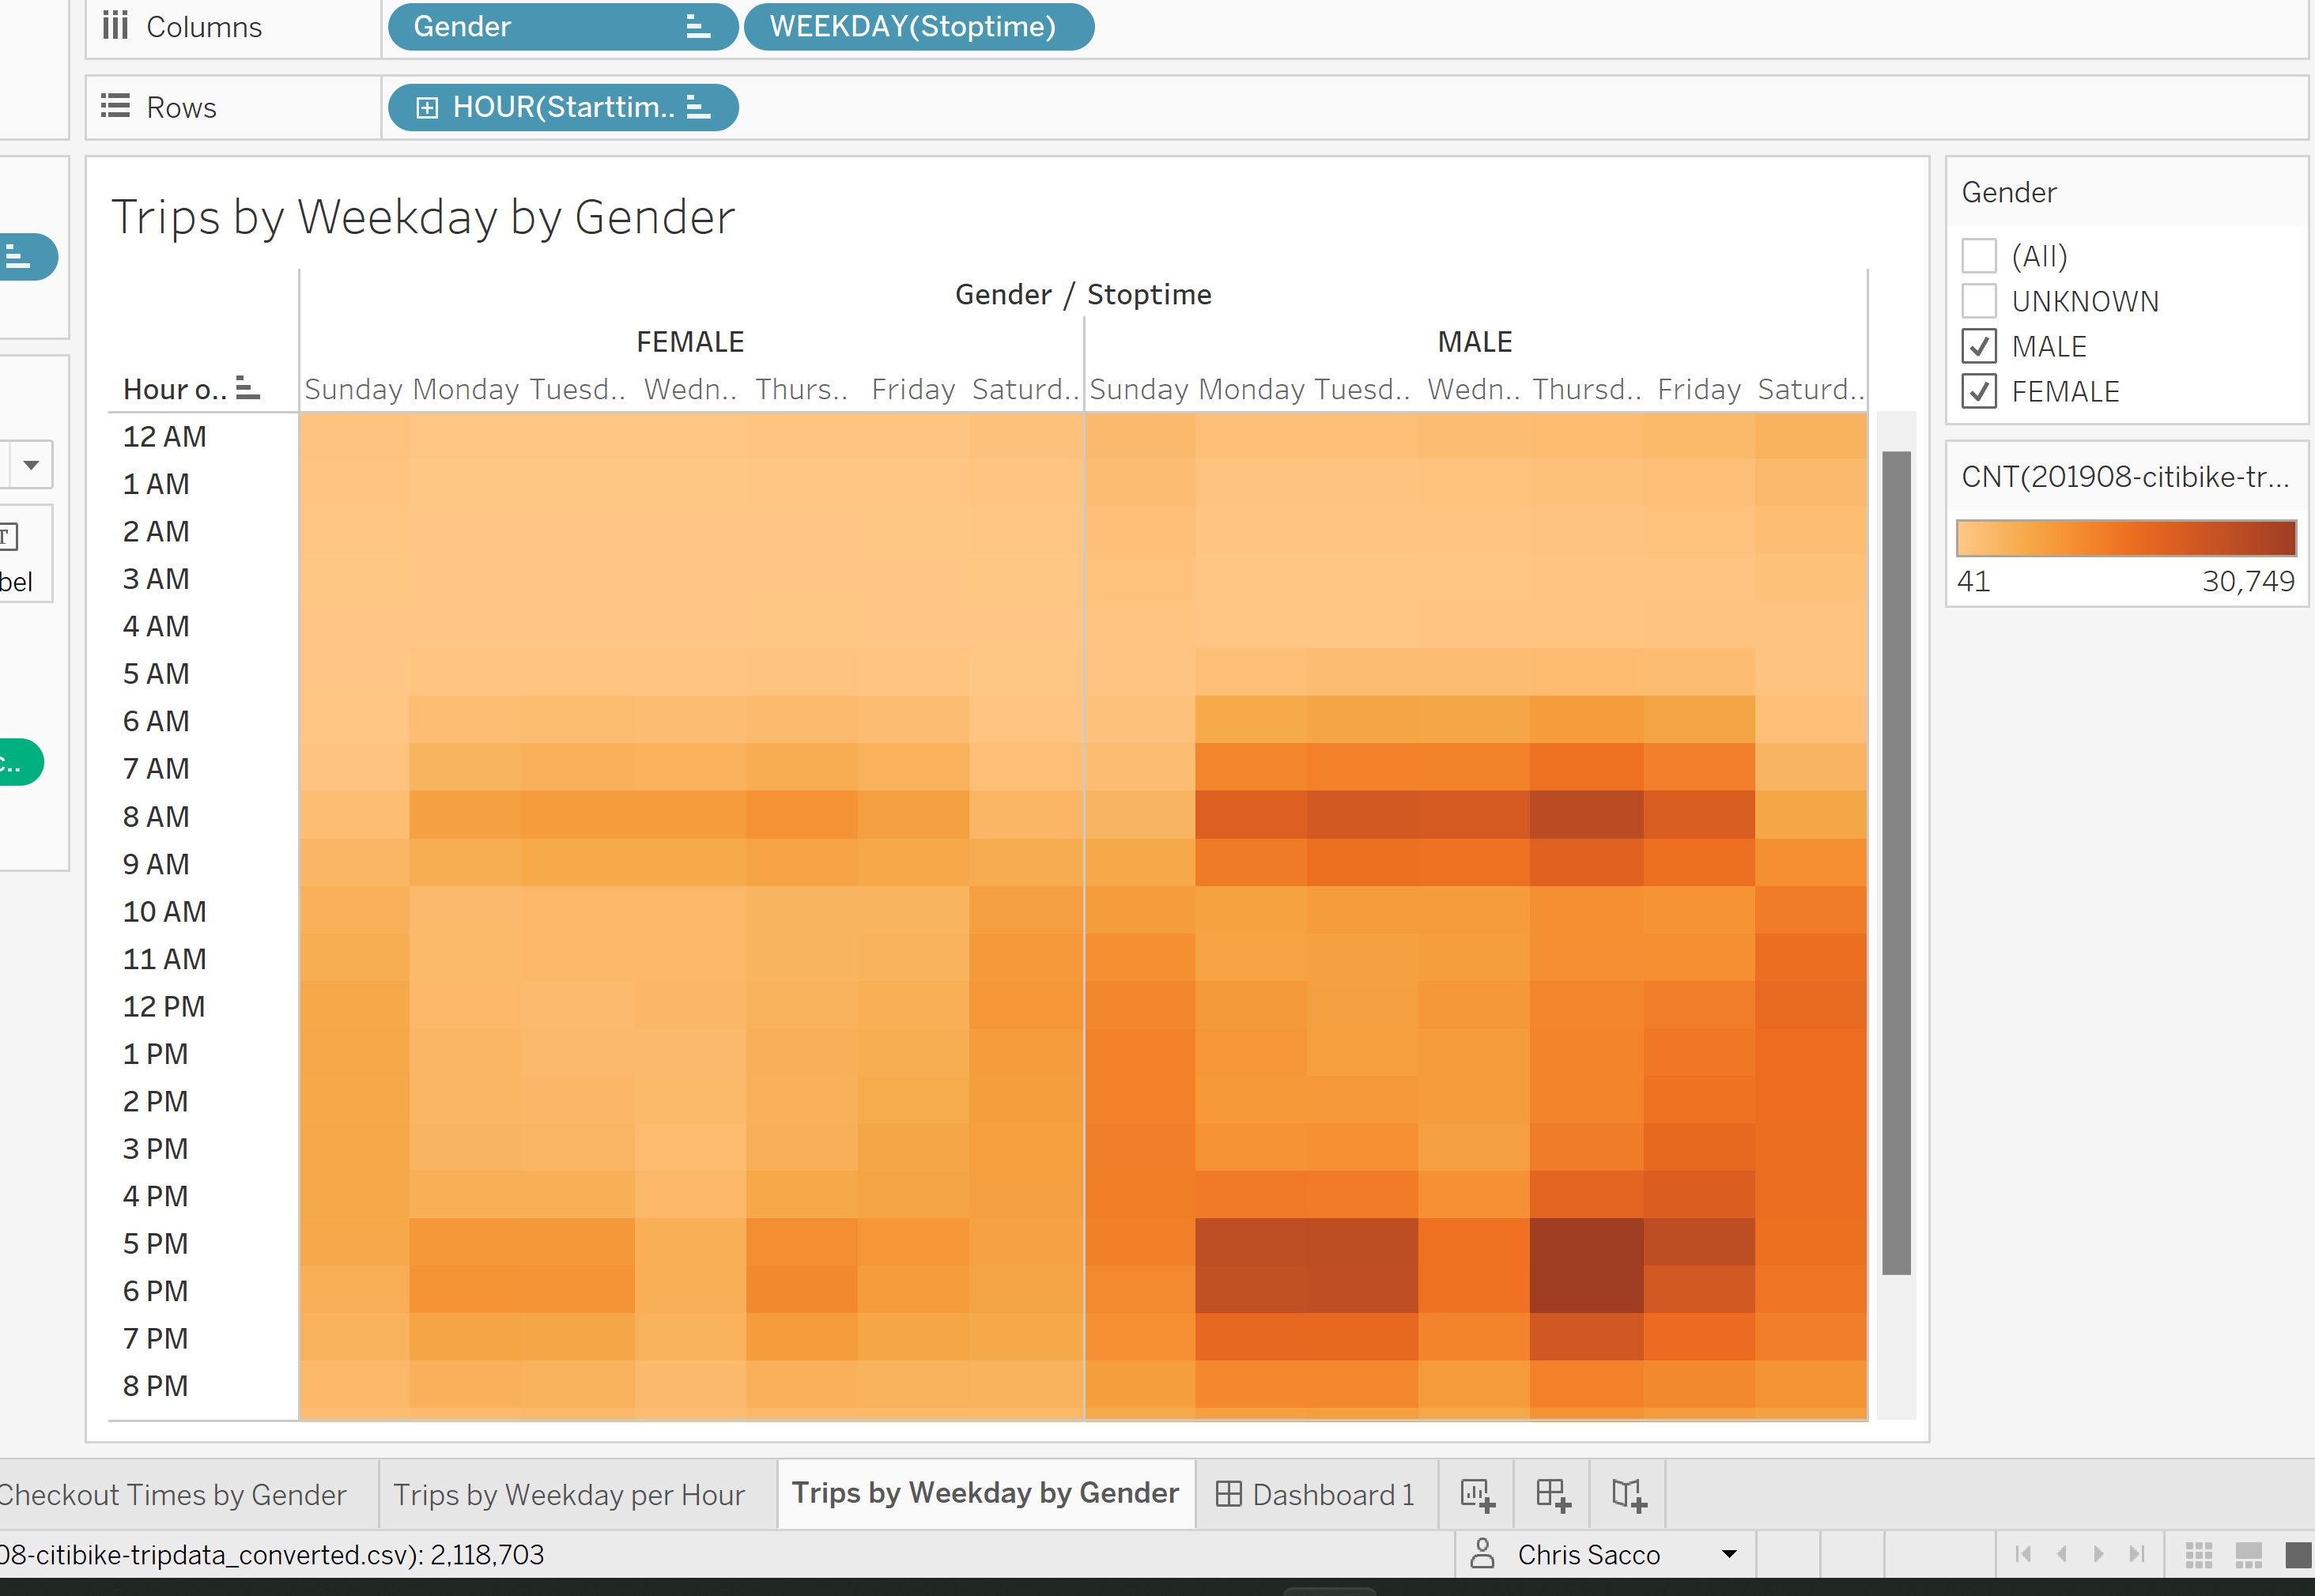 Columns Gender WEEKDAY(Stoptime)
Rows HOUR(Starttim..
Trips by Weekday by Gender
Gender / Stoptime
FEMALE MALE
Hour o.. Sunday Monday Tuesd.. Wedn.. Thurs.. Friday Saturd.. Sunday Monday Tuesd.. Wedn.. Thursd.. Friday Saturd..
12 AM
1 AM
2 AM
3 AM
4 AM
5 AM
6 AM
7 AM
8 AM
9 AM
10 AM
11 AM
12 PM
1 PM
2 PM
3 PM
4 PM
5 PM
6 PM
7 PM
8 PM
Gender
(All)
UNKNOWN
MALE
FEMALE
CNT(201908-citibike-tr...
41 30,749
T
bel
c..
Checkout Times by Gender Trips by Weekday per Hour Trips by Weekday by Gender Dashboard 1
08-citibike-tripdata_converted.csv): 2,118,703 Chris Sacco